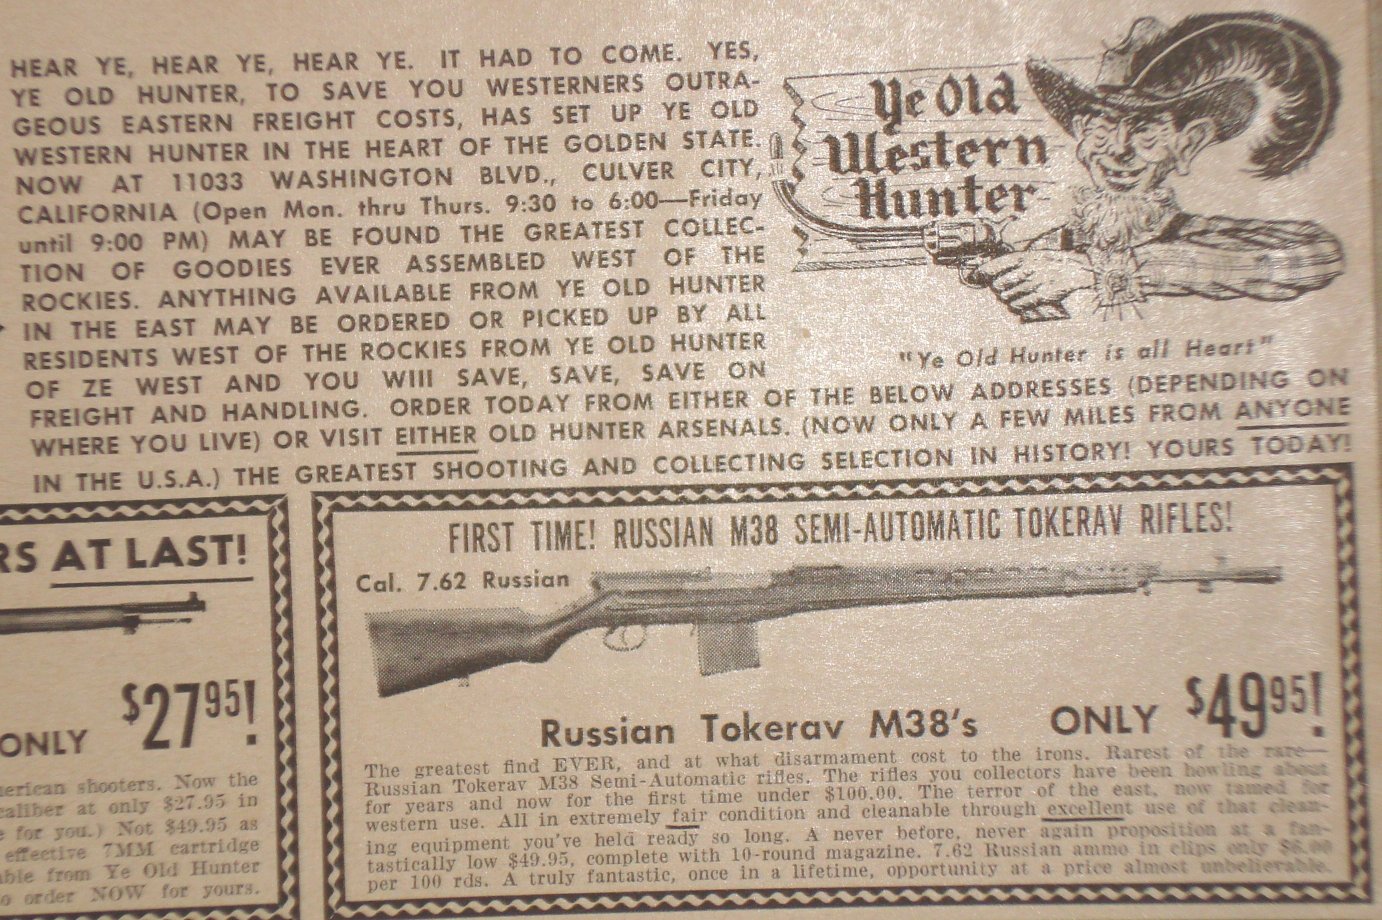 HEAR YE, HEAR YE, HEAR YE. IT HAD TO COME. YES,
YE OLD HUNTER, TO SAVE YOU WESTERNERS OUTRA-
GEOUS EASTERN FREIGHT COSTS, HAS SET UP YE OLD
WESTERN HUNTER IN THE HEART OF THE GOLDEN STATE.
NOW AT 11033 WASHINGTON BLVD., CULVER CITY,
CALIFORNIA (Open Mon. thru Thurs. 9:30 to 6:00—Friday
until 9:00 PM) MAY BE FOUND THE GREATEST COLLEC-
TION OF GOODIES EVER ASSEMBLED WEST OF THE
ROCKIES. ANYTHING AVAILABLE FROM YE OLD HUNTER
IN THE EAST MAY BE ORDERED OR PICKED UP BY ALL
RESIDENTS WEST OF THE ROCKIES FROM YE OLD HUNTER
OF ZE WEST AND YOU WIll SAVE, SAVE, SAVE ON
FREIGHT AND HANDLING. ORDER TODAY FROM EITHER OF THE BELOW ADDRESSES (DEPENDING ON
WHERE YOU LIVE) OR VISIT EITHER OLD HUNTER ARSENALS. (NOW ONLY A FEW MILES FROM ANYONE
IN THE U.S.A.) THE GREATEST SHOOTING AND COLLECTING SELECTION IN HISTORY! YOURS TODAY!
Ye Old
Western
Hunter
"Ye Old Hunter is all Heart"
RS AT LAST!
ONLY $27.95!
merican shooters. Now the
caliber at only $27.95 in
e for you.) Not $49.95 as
effective 7MM cartridge
able from Ye Old Hunter
to order NOW for yours.
FIRST TIME! RUSSIAN M38 SEMI-AUTOMATIC TOKERAV RIFLES!
Cal. 7.62 Russian
Russian Tokerav M38's ONLY $49.95!
The greatest find EVER, and at what disarmament cost to the irons. Rarest of the rare—
Russian Tokerav M38 Semi-Automatic rifles. The rifles you collectors have been howling about
for years and now for the first time under $100.00. The terror of the east, now tamed for
western use. All in extremely fair condition and cleanable through excellent use of that clean-
ing equipment you've held ready so long. A never before, never again proposition at a fan-
tastically low $49.95, complete with 10-round magazine. 7.62 Russian ammo in clips only $6.00
per 100 rds. A truly fantastic, once in a lifetime, opportunity at a price almost unbelievable.